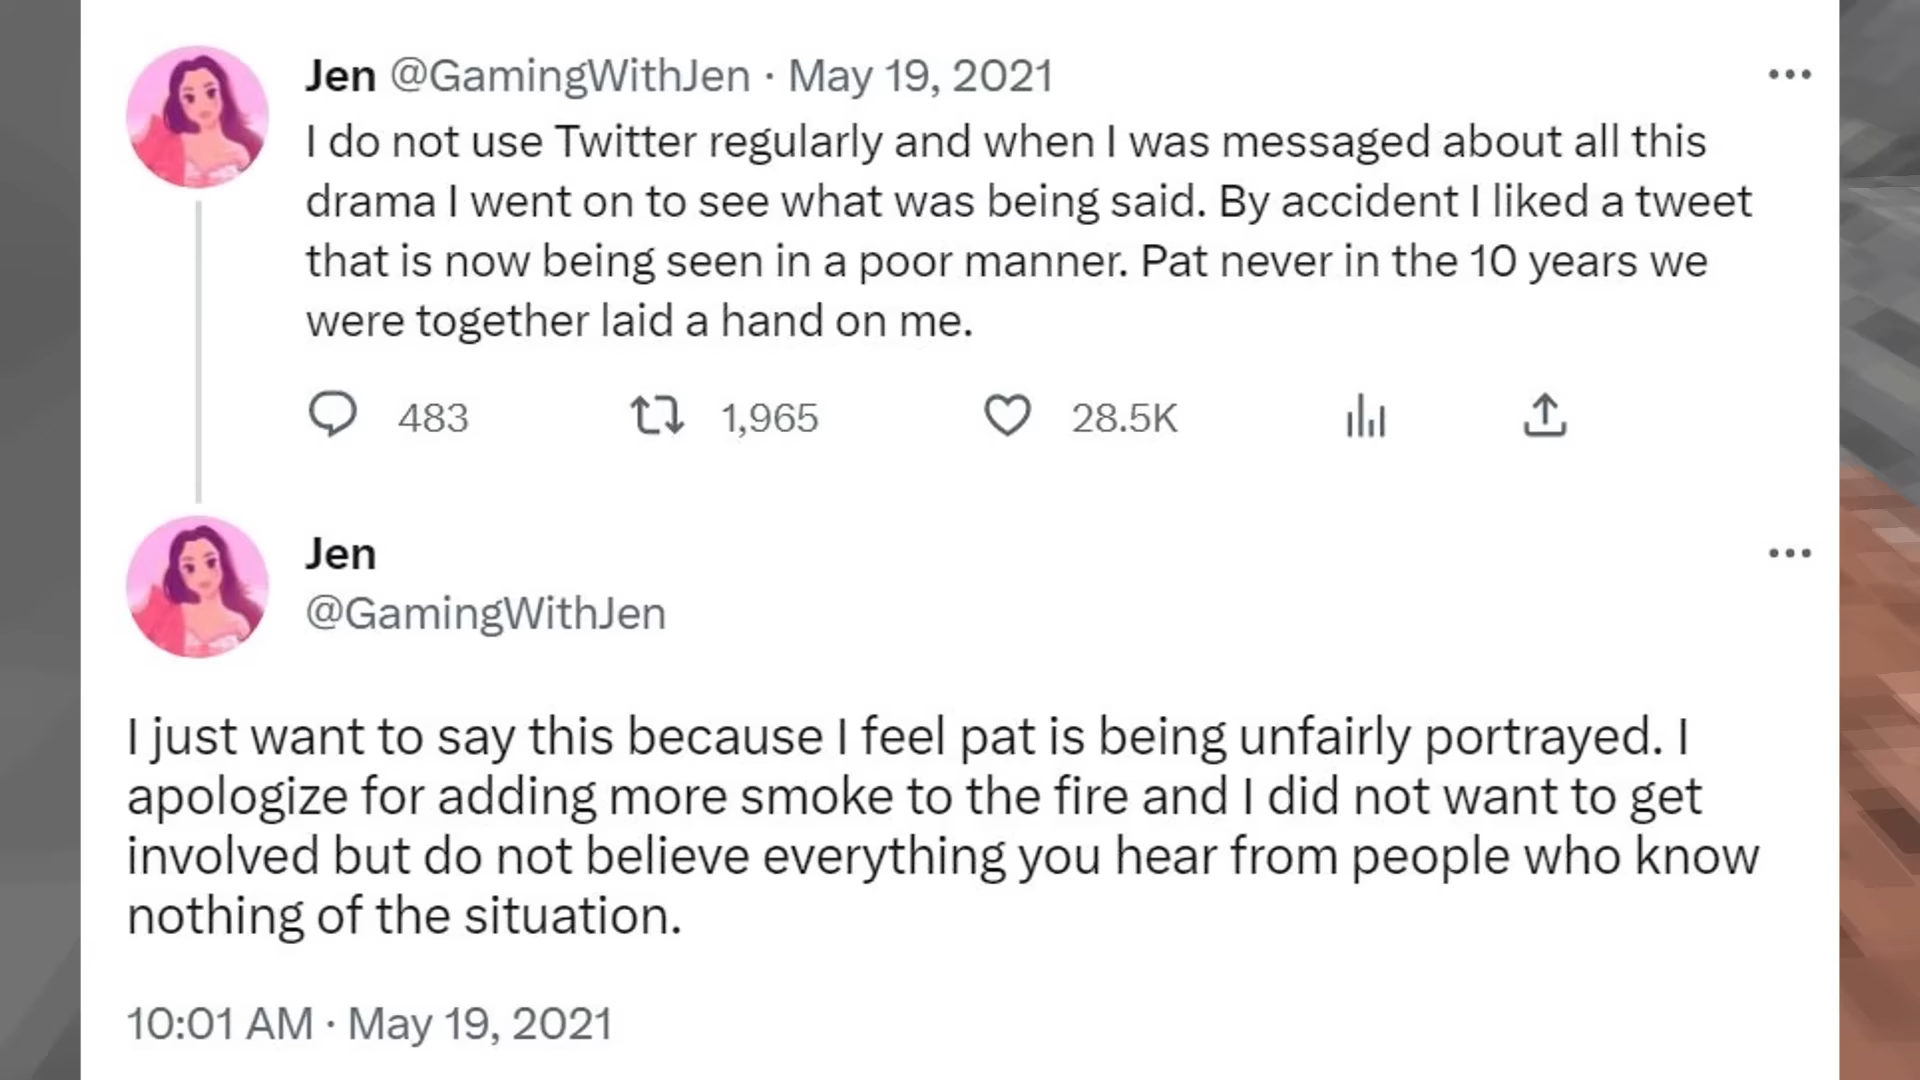 Jen @GamingWithJen · May 19, 2021
I do not use Twitter regularly and when I was messaged about all this
drama I went on to see what was being said. By accident I liked a tweet
that is now being seen in a poor manner. Pat never in the 10 years we
were together laid a hand on me.
483 1,965 28.5K
Jen
@GamingWithJen
I just want to say this because I feel pat is being unfairly portrayed. I
apologize for adding more smoke to the fire and I did not want to get
involved but do not believe everything you hear from people who know
nothing of the situation.
10:01 AM · May 19, 2021